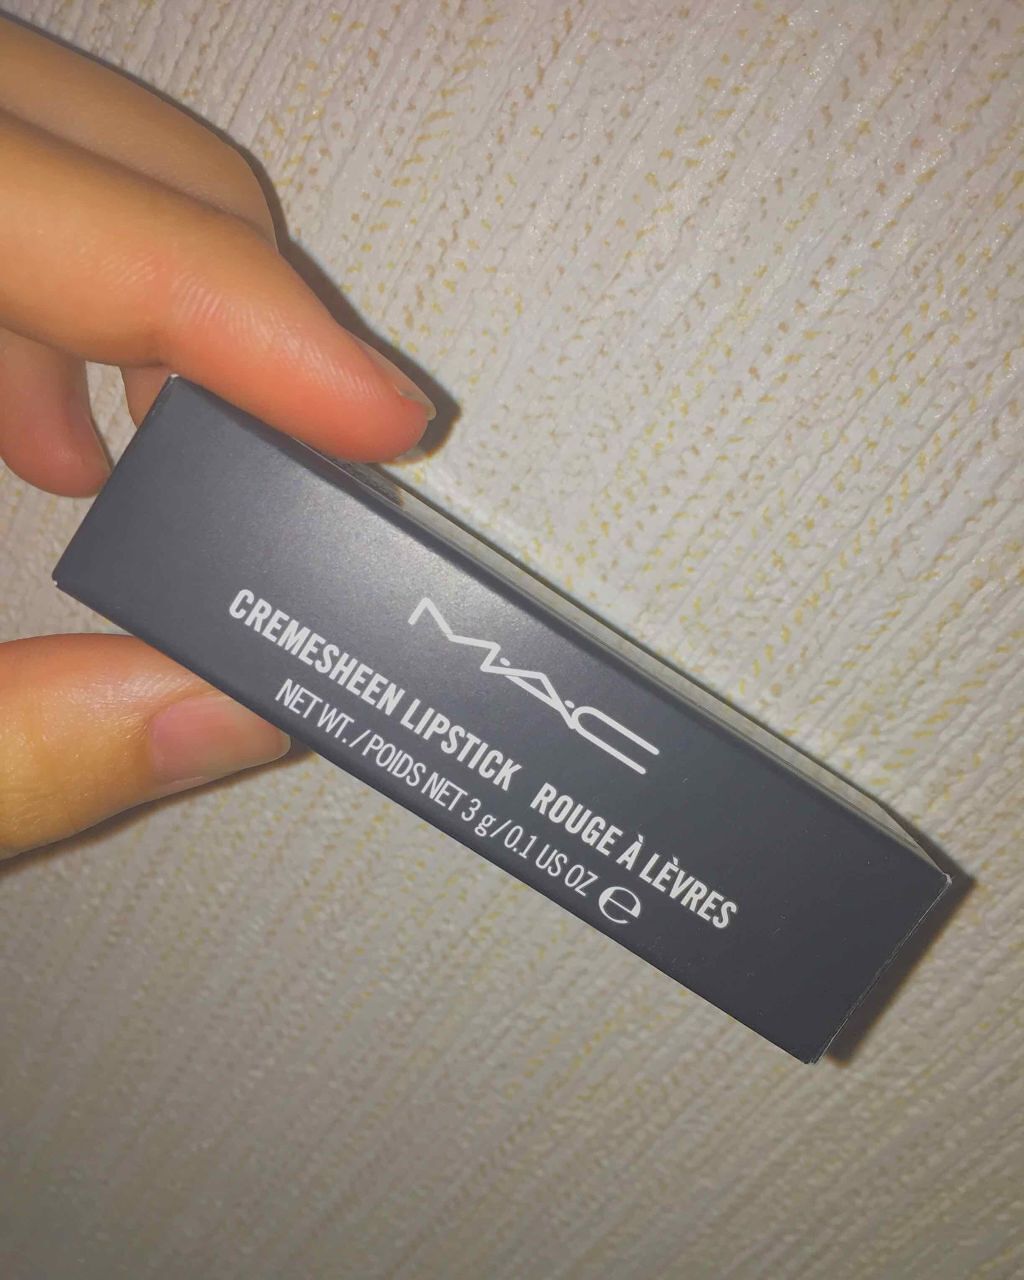 M·A·C
CREMESHEEN LIPSTICK ROUGE À LÈVRES
NET WT. / POIDS NET 3 g / 0.1 US OZ ℮